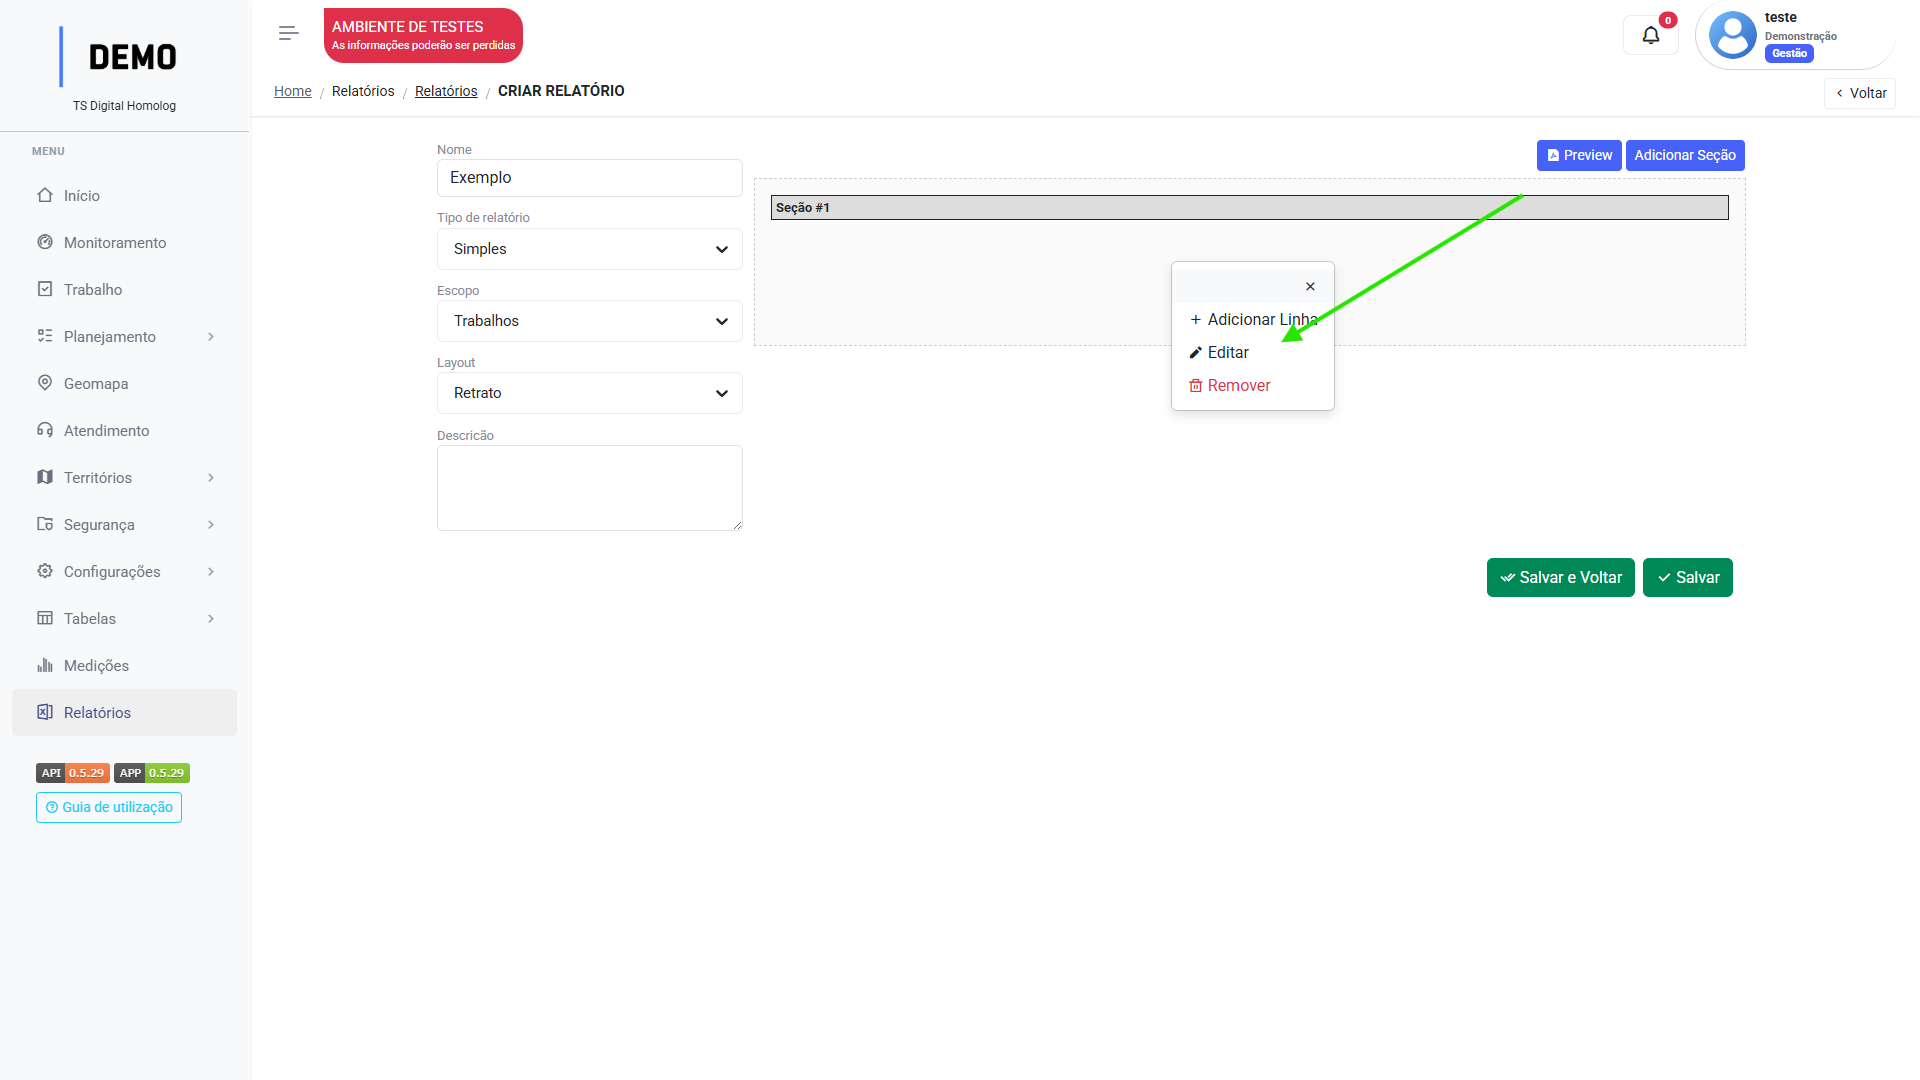 DEMO
TS Digital Homolog
MENU
Início
Monitoramento
Trabalho
Planejamento
Geomapa
Atendimento
Territórios
Segurança
Configurações
Tabelas
Medições
Relatórios
API 0.5.29 APP 0.5.29
Guia de utilização
AMBIENTE DE TESTES
As informações poderão ser perdidas
0
teste
Demonstração
Gestão
Home / Relatórios / Relatórios / CRIAR RELATÓRIO
Voltar
Nome
Exemplo
Tipo de relatório
Simples
Escopo
Trabalhos
Layout
Retrato
Descricão
Preview
Adicionar Seção
Seção #1
Adicionar Linha
Editar
Remover
Salvar e Voltar
Salvar